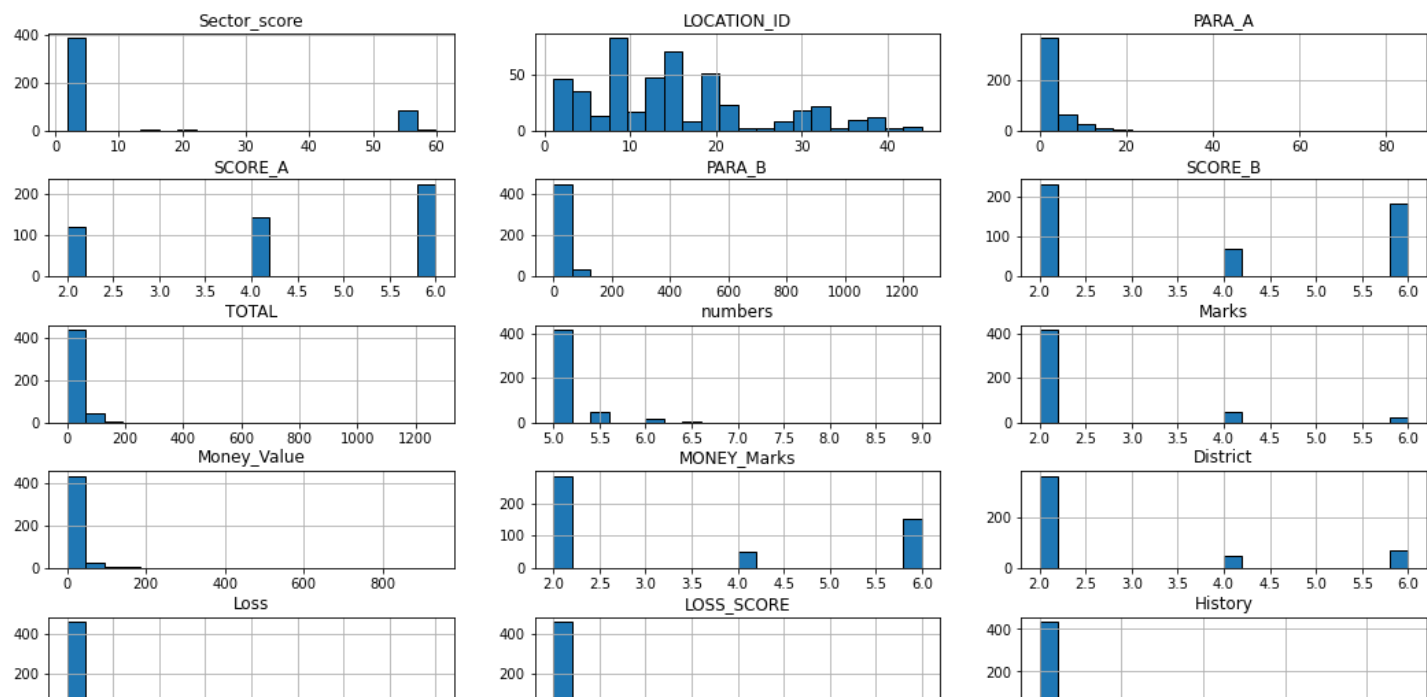 Sector_score LOCATION_ID PARA_A
400
200
0
0 10 20 30 40 50 60
50
0
0 10 20 30 40
200
0
0 20 40 60 80
SCORE_A PARA_B SCORE_B
200
100
0
2.0 2.5 3.0 3.5 4.0 4.5 5.0 5.5 6.0
400
200
0
0 200 400 600 800 1000 1200
200
100
0
2.0 2.5 3.0 3.5 4.0 4.5 5.0 5.5 6.0
TOTAL numbers Marks
400
200
0
0 200 400 600 800 1000 1200
400
200
0
5.0 5.5 6.0 6.5 7.0 7.5 8.0 8.5 9.0
400
200
0
2.0 2.5 3.0 3.5 4.0 4.5 5.0 5.5 6.0
Money_Value MONEY_Marks District
400
200
0
0 200 400 600 800
200
100
0
2.0 2.5 3.0 3.5 4.0 4.5 5.0 5.5 6.0
200
0
2.0 2.5 3.0 3.5 4.0 4.5 5.0 5.5 6.0
Loss LOSS_SCORE History
400
200
400
200
400
200